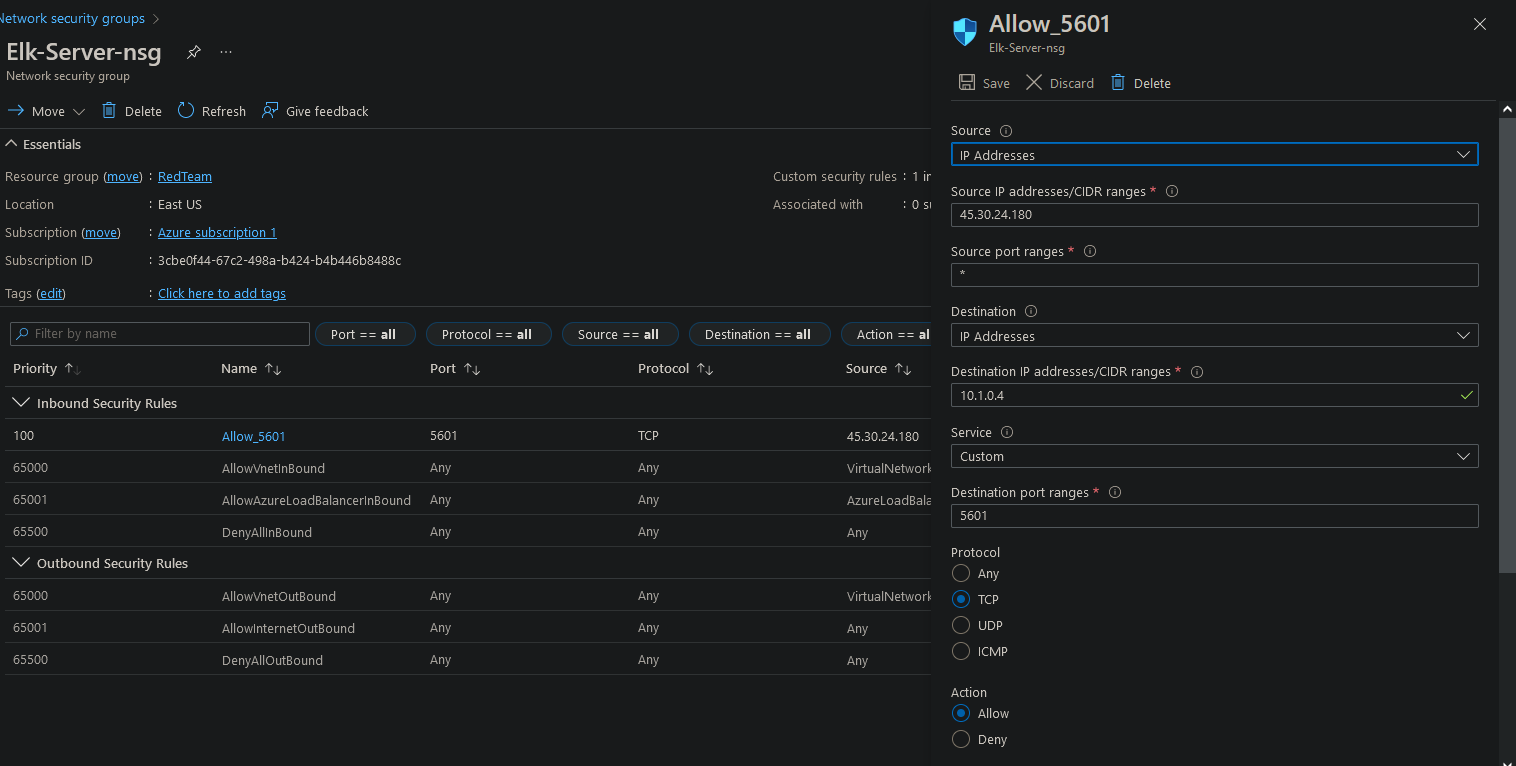 Network security groups
Elk-Server-nsg
Network security group
Move Delete Refresh Give feedback
Essentials
Resource group (move) : RedTeam
Location : East US
Subscription (move) : Azure subscription 1
Subscription ID : 3cbe0f44-67c2-498a-b424-b4b446b8488c
Tags (edit) : Click here to add tags
Custom security rules : 1 in
Associated with : 0 su
Filter by name Port == all Protocol == all Source == all Destination == all Action == al
Priority Name Port Protocol Source
Inbound Security Rules
100 Allow_5601 5601 TCP 45.30.24.180
65000 AllowVnetInBound Any Any VirtualNetwork
65001 AllowAzureLoadBalancerInBound Any Any AzureLoadBala
65500 DenyAllInBound Any Any Any
Outbound Security Rules
65000 AllowVnetOutBound Any Any VirtualNetwork
65001 AllowInternetOutBound Any Any Any
65500 DenyAllOutBound Any Any Any
Allow_5601
Elk-Server-nsg
Save Discard Delete
Source
IP Addresses
Source IP addresses/CIDR ranges *
45.30.24.180
Source port ranges *
*
Destination
IP Addresses
Destination IP addresses/CIDR ranges *
10.1.0.4
Service
Custom
Destination port ranges *
5601
Protocol
Any
TCP
UDP
ICMP
Action
Allow
Deny